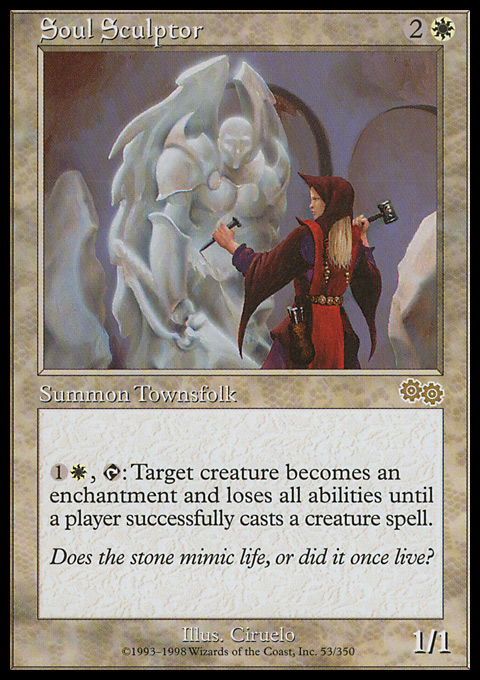 Soul Sculptor 2
Summon Townsfolk
1, : Target creature becomes an
enchantment and loses all abilities until
a player successfully casts a creature spell.
Does the stone mimic life, or did it once live?
Illus. Ciruelo
©1993–1998 Wizards of the Coast, Inc. 53/350
1/1